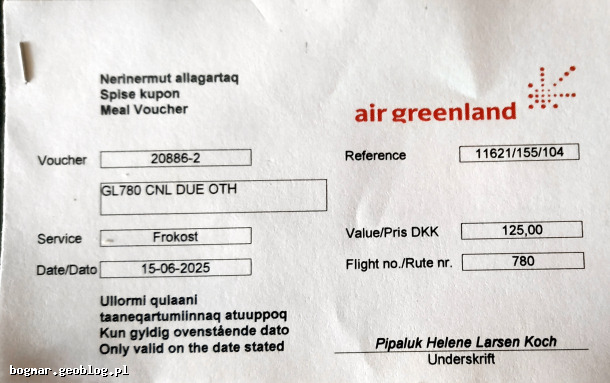 Nerinermut allagartaq
Spise kupon
Meal Voucher
air greenland
Voucher 20886-2
Reference 11621/155/104
GL780 CNL DUE OTH
Service Frokost
Value/Pris DKK 125,00
Date/Dato 15-06-2025
Flight no./Rute nr. 780
Ullormi qulaani
taaneqartumiinnaq atuuppoq
Kun gyldig ovenstående dato
Only valid on the date stated
Pipaluk Helene Larsen Koch
Underskrift
bogmar.geoblog.pl